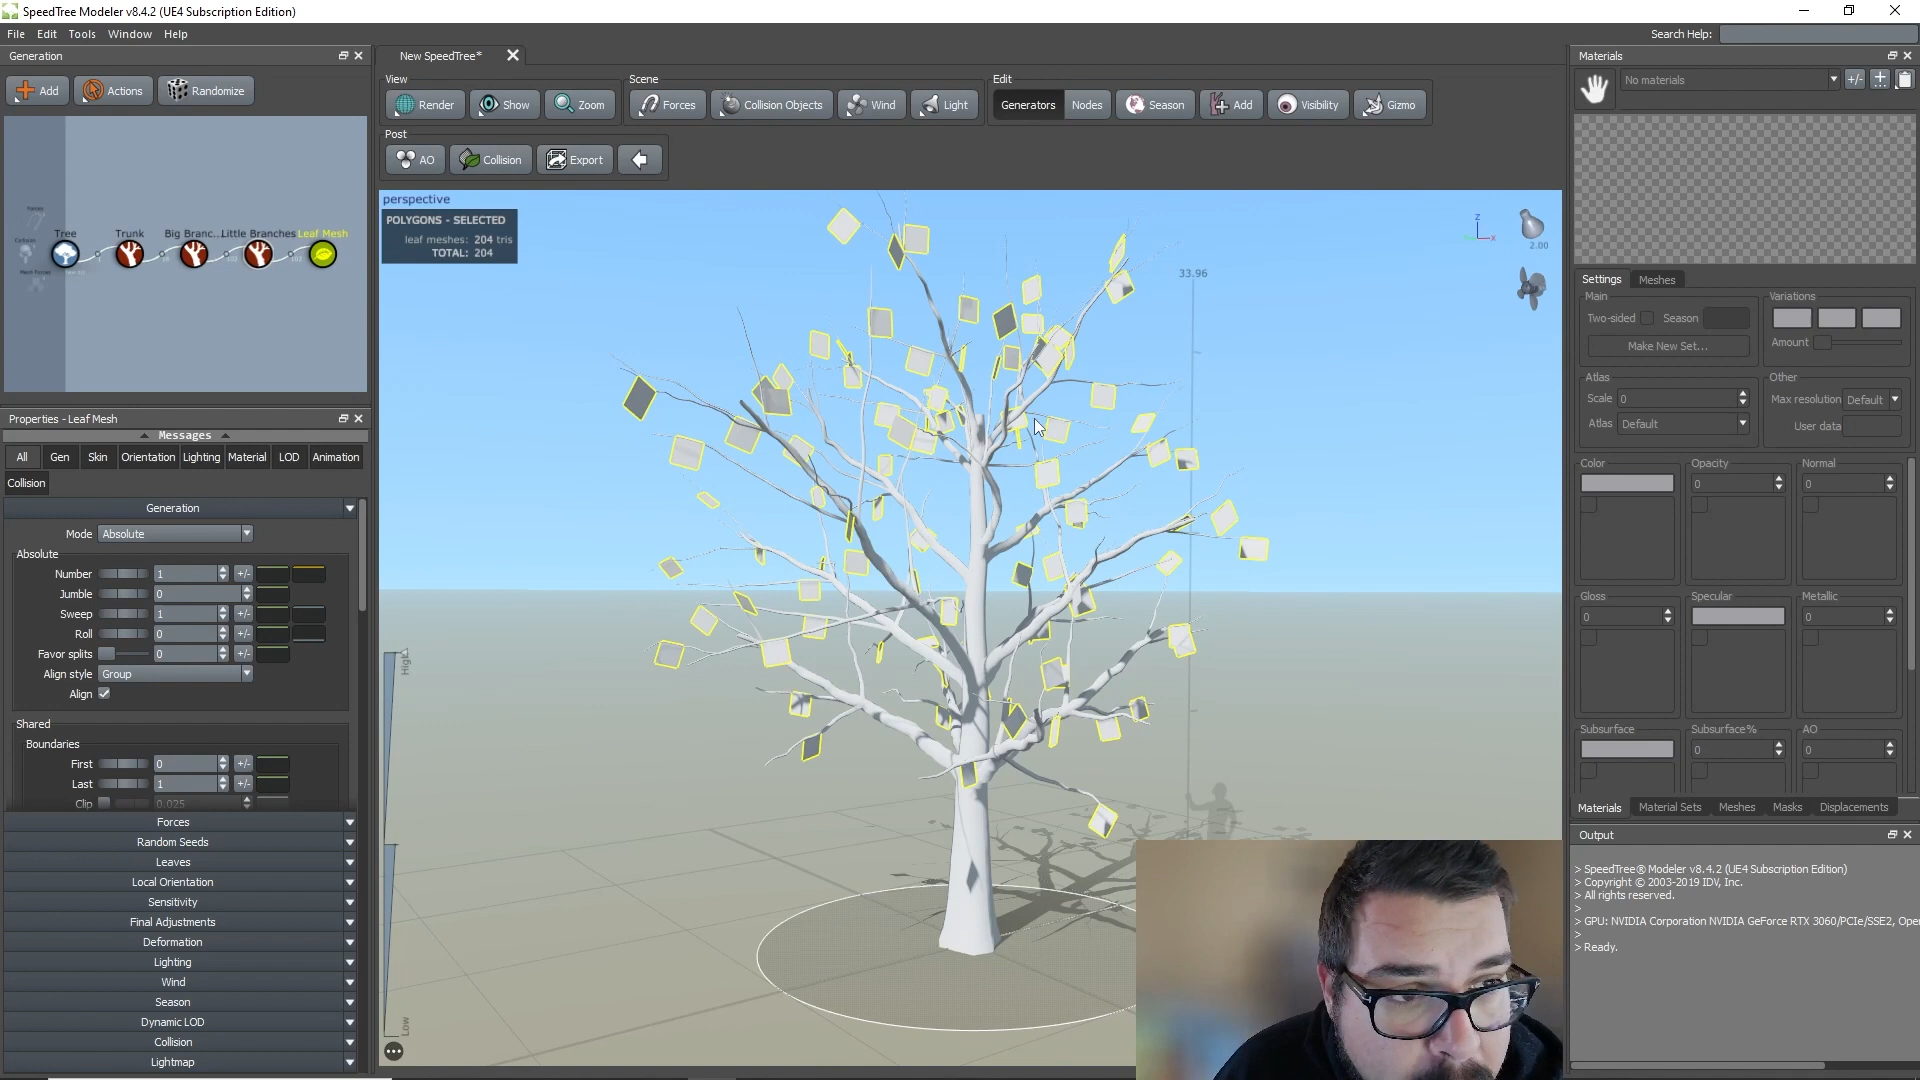 SpeedTree Modeler v8.4.2 (UE4 Subscription Edition)
File Edit Tools Window Help
Search Help:
Generation
Add Actions Randomize
Tree Trunk Big Branc... Little Branches Leaf Mesh
New SpeedTree*
View Scene Edit
Render Show Zoom Forces Collision Objects Wind Light Generators Nodes Season Add Visibility Gizmo
Post
AO Collision Export
perspective
POLYGONS - SELECTED
leaf meshes: 204 tris
TOTAL: 204
33.96
z
x
2.00
High
Low
Properties - Leaf Mesh
Messages
All Gen Skin Orientation Lighting Material LOD Animation
Collision
Generation
Mode Absolute
Absolute
Number 1 +/-
Jumble 0
Sweep 1 +/-
Roll 0 +/-
Favor splits 0 +/-
Align style Group
Align
Shared
Boundaries
First 0 +/-
Last 1 +/-
Clip 0.025
Forces
Random Seeds
Leaves
Local Orientation
Sensitivity
Final Adjustments
Deformation
Lighting
Wind
Season
Dynamic LOD
Collision
Lightmap
Materials
No materials +/-
Settings Meshes
Main Variations
Two-sided Season
Make New Set... Amount
Atlas Other
Scale 0 Max resolution Default
Atlas Default User data
Color Opacity Normal
0 0
Gloss Specular Metallic
0 0
Subsurface Subsurface% AO
0 0
Materials Material Sets Meshes Masks Displacements
Output
> SpeedTree® Modeler v8.4.2 (UE4 Subscription Edition)
> Copyright © 2003-2019 IDV, Inc.
> All rights reserved.
>
> GPU: NVIDIA Corporation NVIDIA GeForce RTX 3060/PCIe/SSE2, Ope
>
> Ready.